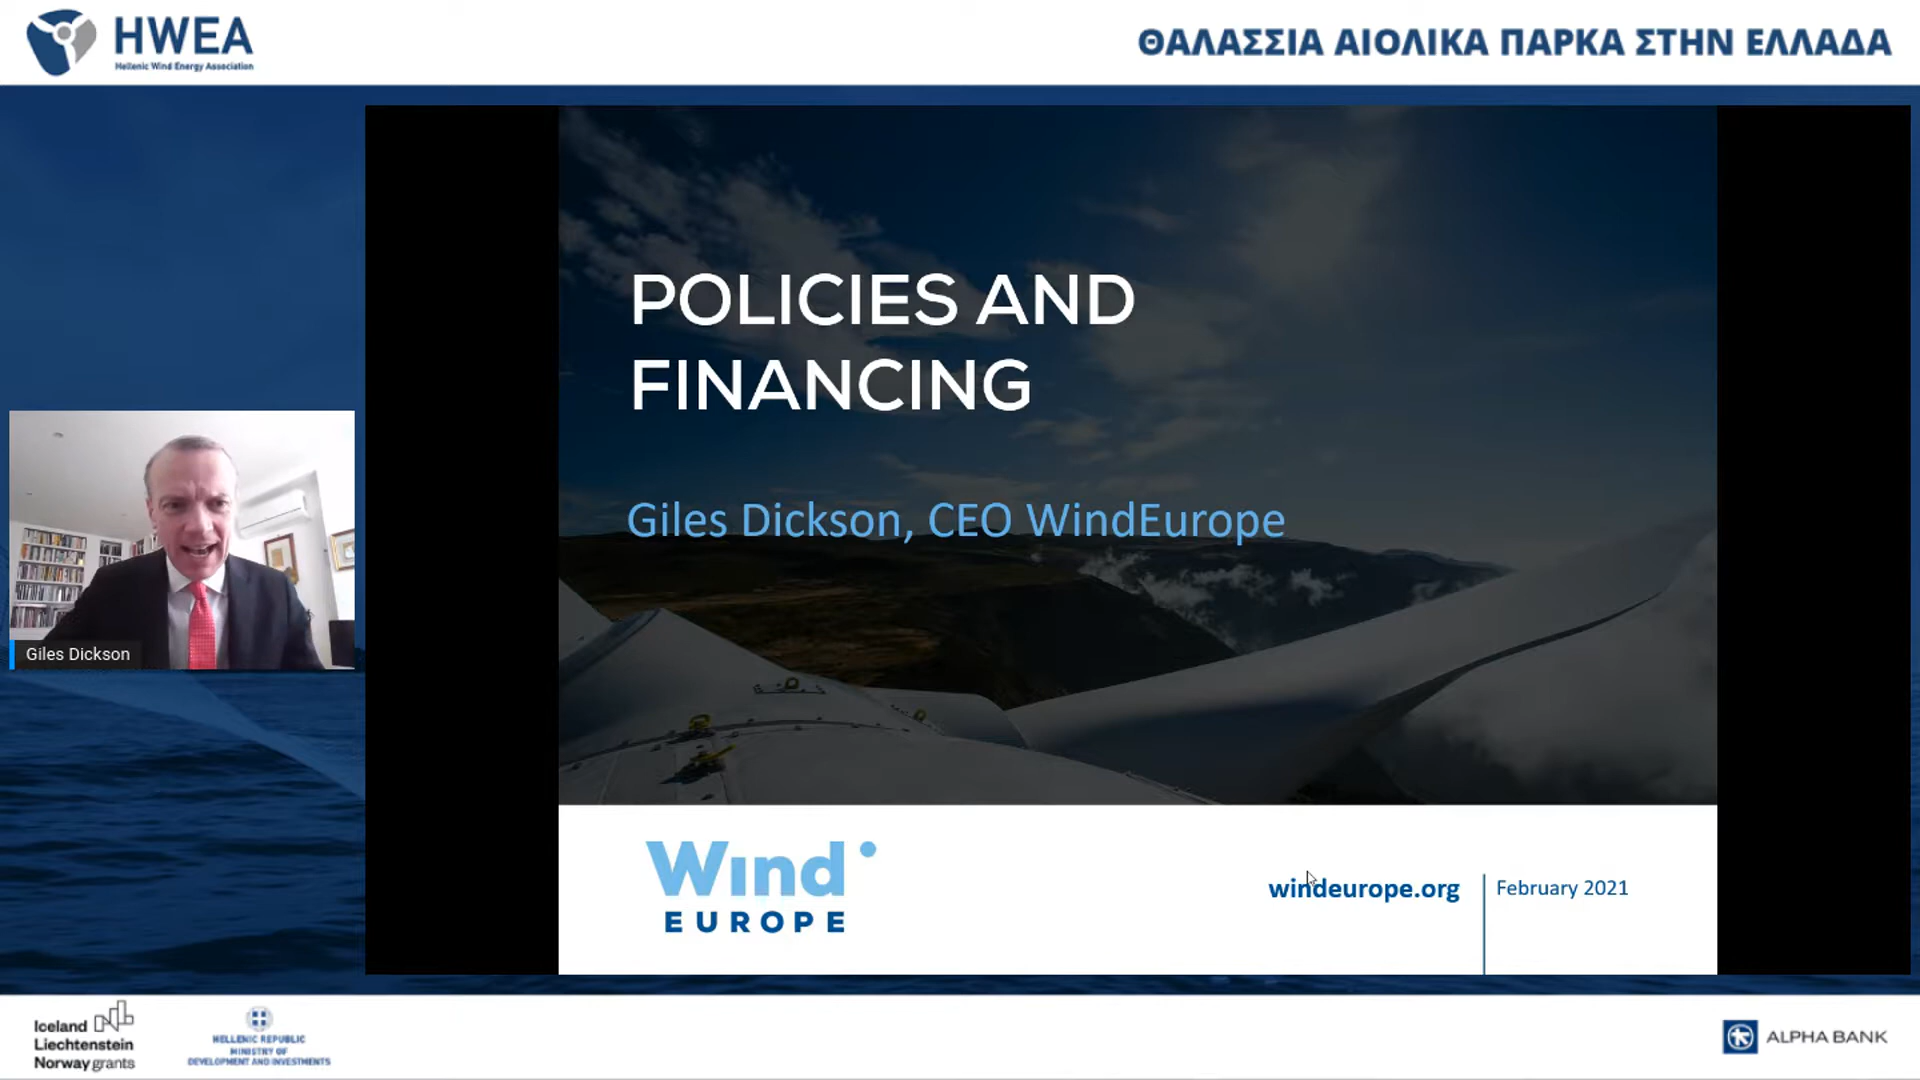 HWEA
Hellenic Wind Energy Association
ΘΑΛΑΣΣΙΑ ΑΙΟΛΙΚΑ ΠΑΡΚΑ ΣΤΗΝ ΕΛΛΑΔΑ
POLICIES AND
FINANCING
Giles Dickson, CEO WindEurope
Giles Dickson
Wind
EUROPE
windeurope.org
February 2021
Iceland
Liechtenstein
Norway grants
HELLENIC REPUBLIC
MINISTRY OF
DEVELOPMENT AND INVESTMENTS
ALPHA BANK